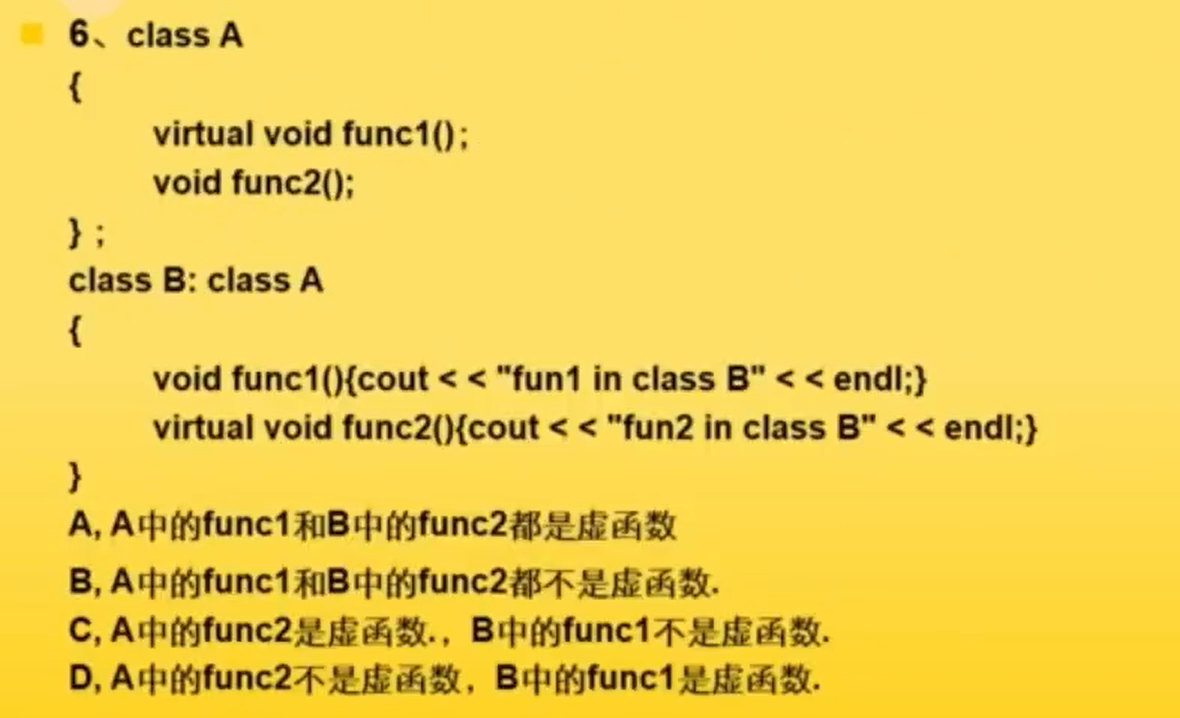 6、class A
{
virtual void func1();
void func2();
};
class B: class A
{
void func1(){cout < < "fun1 in class B" < < endl;}
virtual void func2(){cout < < "fun2 in class B" < < endl;}
}
A, A中的func1和B中的func2都是虚函数
B, A中的func1和B中的func2都不是虚函数.
C, A中的func2是虚函数.，B中的func1不是虚函数.
D, A中的func2不是虚函数，B中的func1是虚函数.